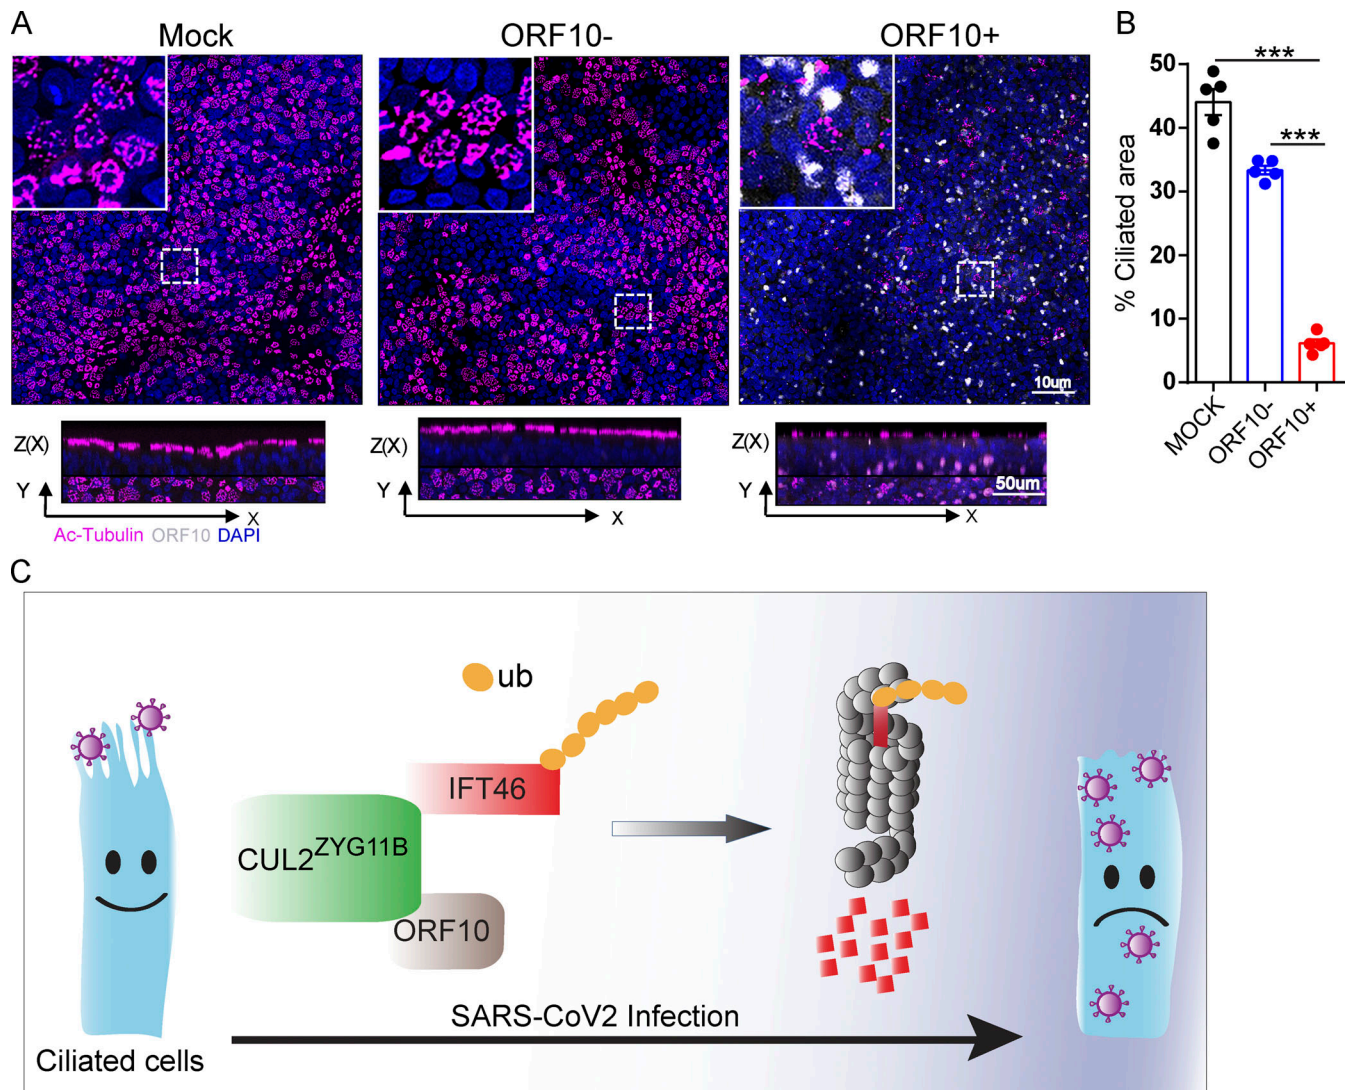 A
Mock
ORF10-
ORF10+
10um
Z(X)
Y
X
Z(X)
Y
X
Z(X)
Y
X
50um
Ac-Tubulin ORF10 DAPI
B
% Ciliated area
50
40
30
20
10
0
***
***
MOCK
ORF10-
ORF10+
C
ub
IFT46
CUL2ZYG11B
ORF10
SARS-CoV2 Infection
Ciliated cells